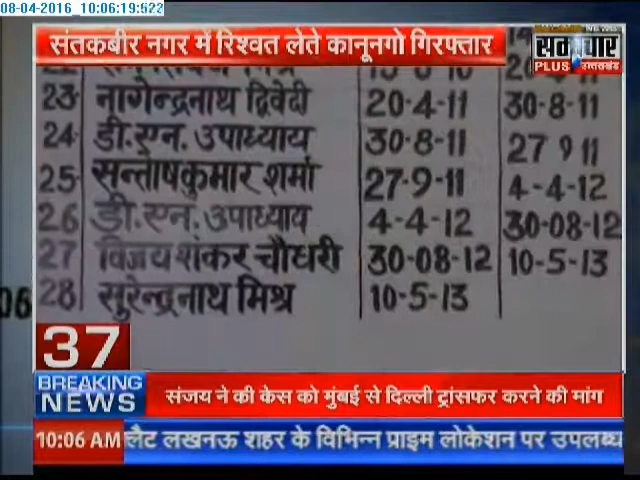 08-04-2016_10:06:19:522
संतकबीर नगर में रिश्वत लेते कानूनगो गिरफ्तार
समाचार
PLUS उत्तराखंड
23 नागेन्द्रनाथ द्विवेदी 20-4-11 30-8-11
24 डी.एन. उपाध्याय 30-8-11 27 9 11
25 सन्तोषकुमार शर्मा 27-9-11 4-4-12
26 डी.एन. उपाध्याय 4-4-12 30-08-12
27 विजय शंकर चौधरी 30-08-12 10-5-13
28 सुरेन्द्रनाथ मिश्र 10-5-13
37
BREAKING NEWS
संजय ने की केस को मुंबई से दिल्ली ट्रांसफर करने की मांग
10:06 AM लैट लखनऊ शहर के विभिन्न प्राइम लोकेशन पर उपलब्ध